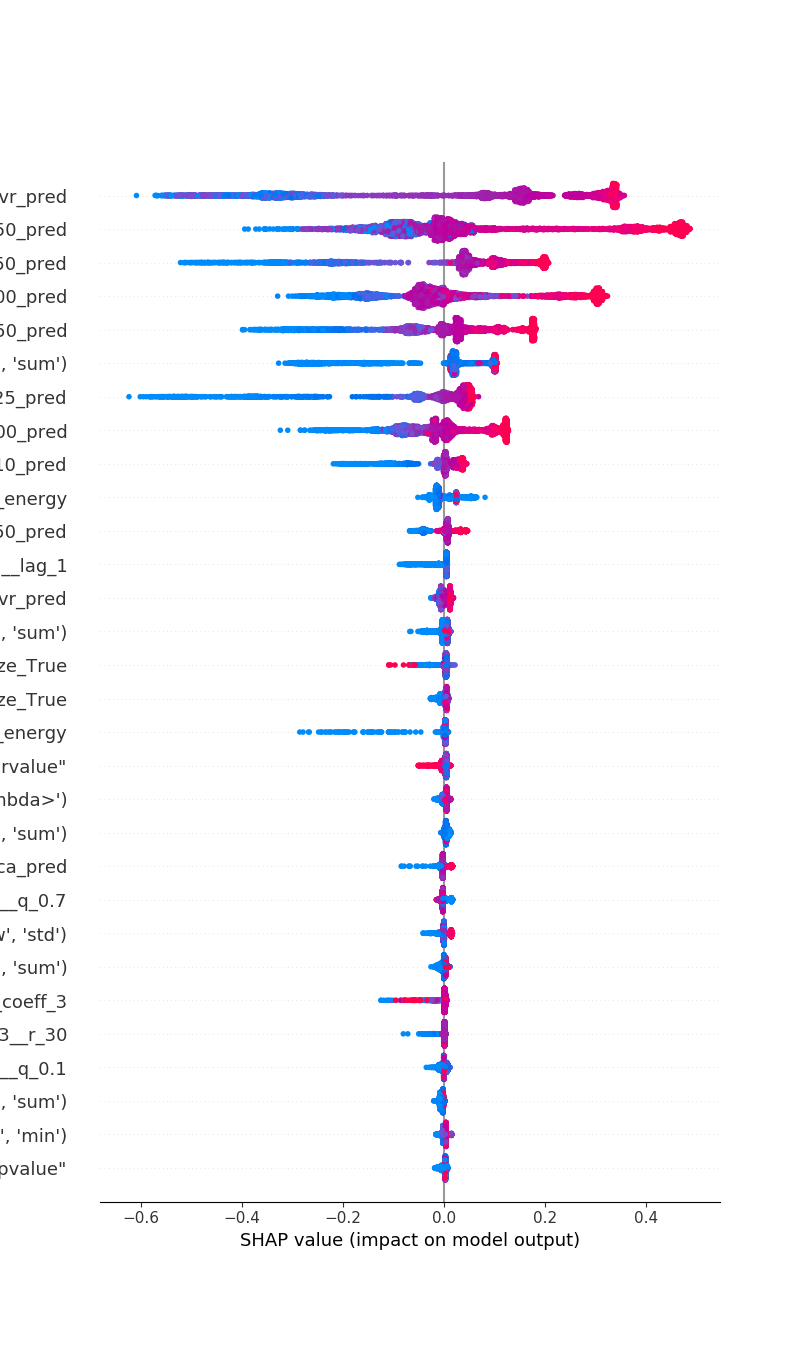 vr_pred
50_pred
50_pred
00_pred
50_pred
, 'sum')
25_pred
00_pred
10_pred
_energy
50_pred
__lag_1
vr_pred
, 'sum')
ze_True
ze_True
_energy
rvalue"
nbda>')
, 'sum')
ca_pred
__q_0.7
v', 'std')
, 'sum')
_coeff_3
3__r_30
__q_0.1
, 'sum')
', 'min')
pvalue"
−0.6 −0.4 −0.2 0.0 0.2 0.4
SHAP value (impact on model output)